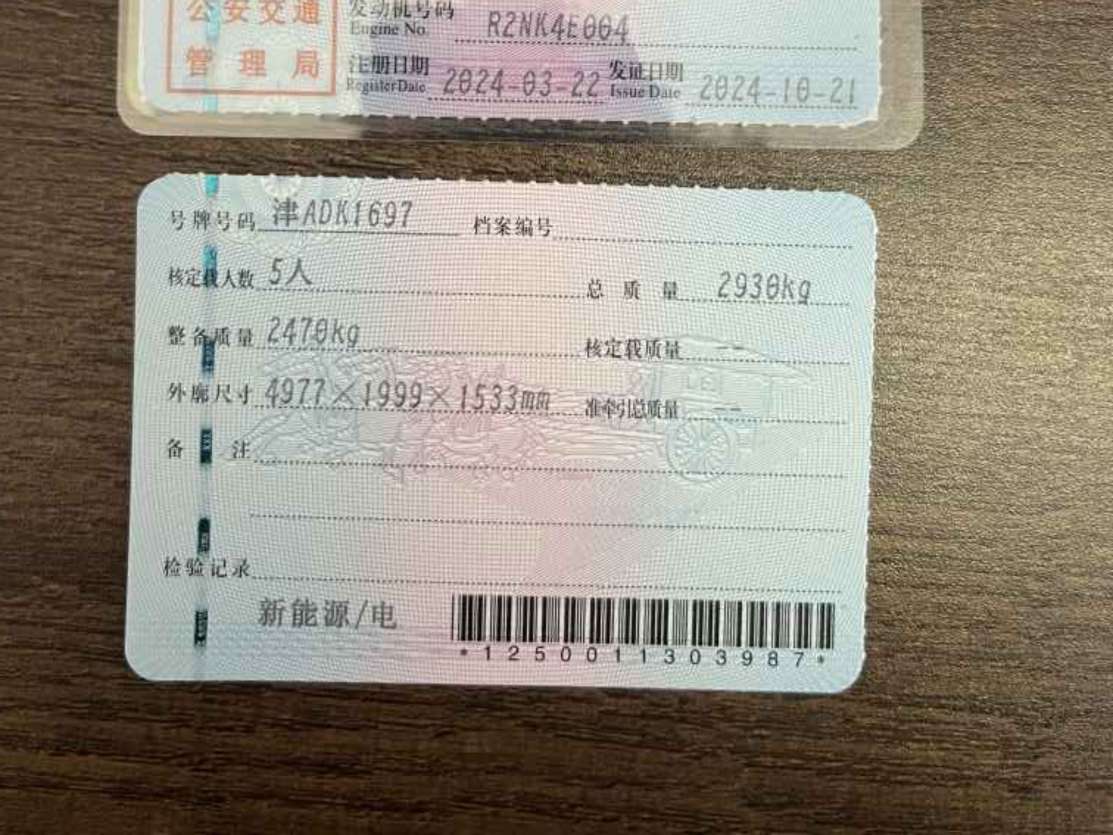 公安交通
管理局
发动机号码
Engine No.
R2NK4E004
注册日期
Register Date
2024-03-22
发证日期
Issue Date
2024-10-21
号牌号码 津ADK1697 档案编号
核定载人数 5人 总质量 2930kg
整备质量 2470kg 核定载质量 --
外廓尺寸 4977×1999×1533mm 准牵引总质量 --
备注
检验记录
新能源/电
*1250011303987*